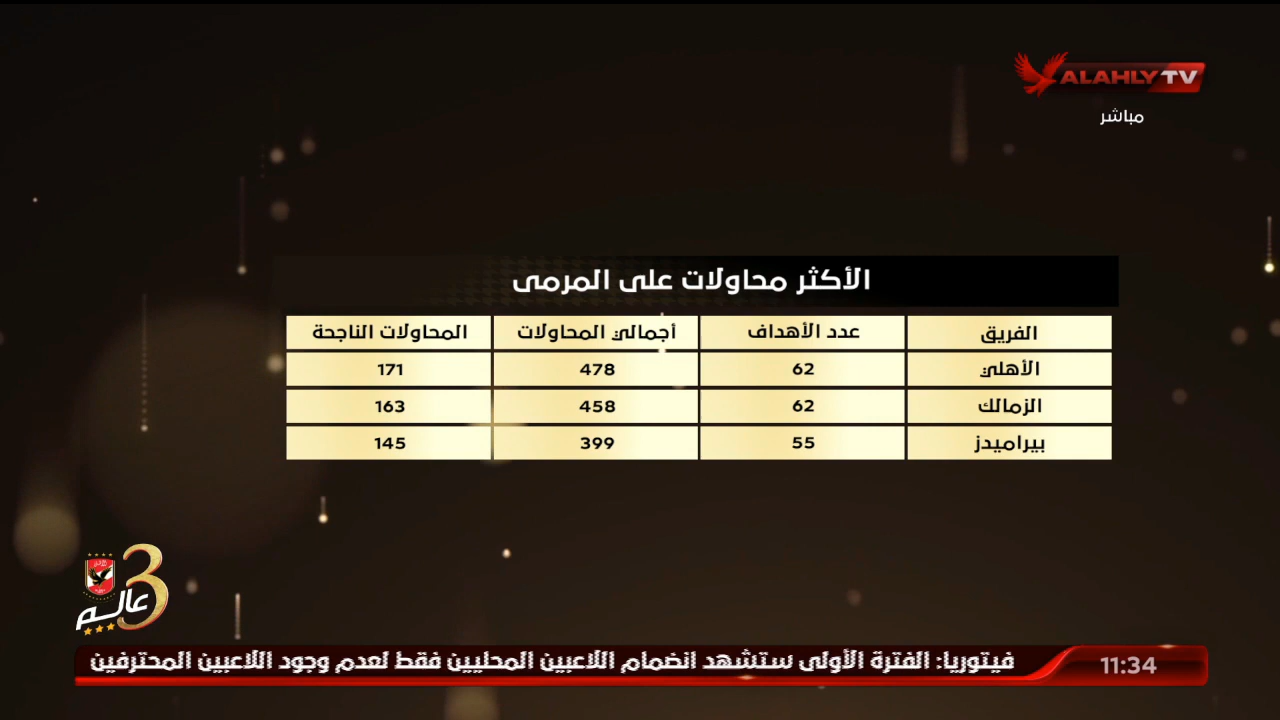 ALAHLY TV
مباشر
الأكثر محاولات على المرمى
الفريق عدد الأهداف أجمالي المحاولات المحاولات الناجحة
الأهلي 62 478 171
الزمالك 62 458 163
بيراميدز 55 399 145
3
عالم
11:34 فيتوريا: الفترة الأولى ستشهد انضمام اللاعبين المحليين فقط لعدم وجود اللاعبين المحترفين